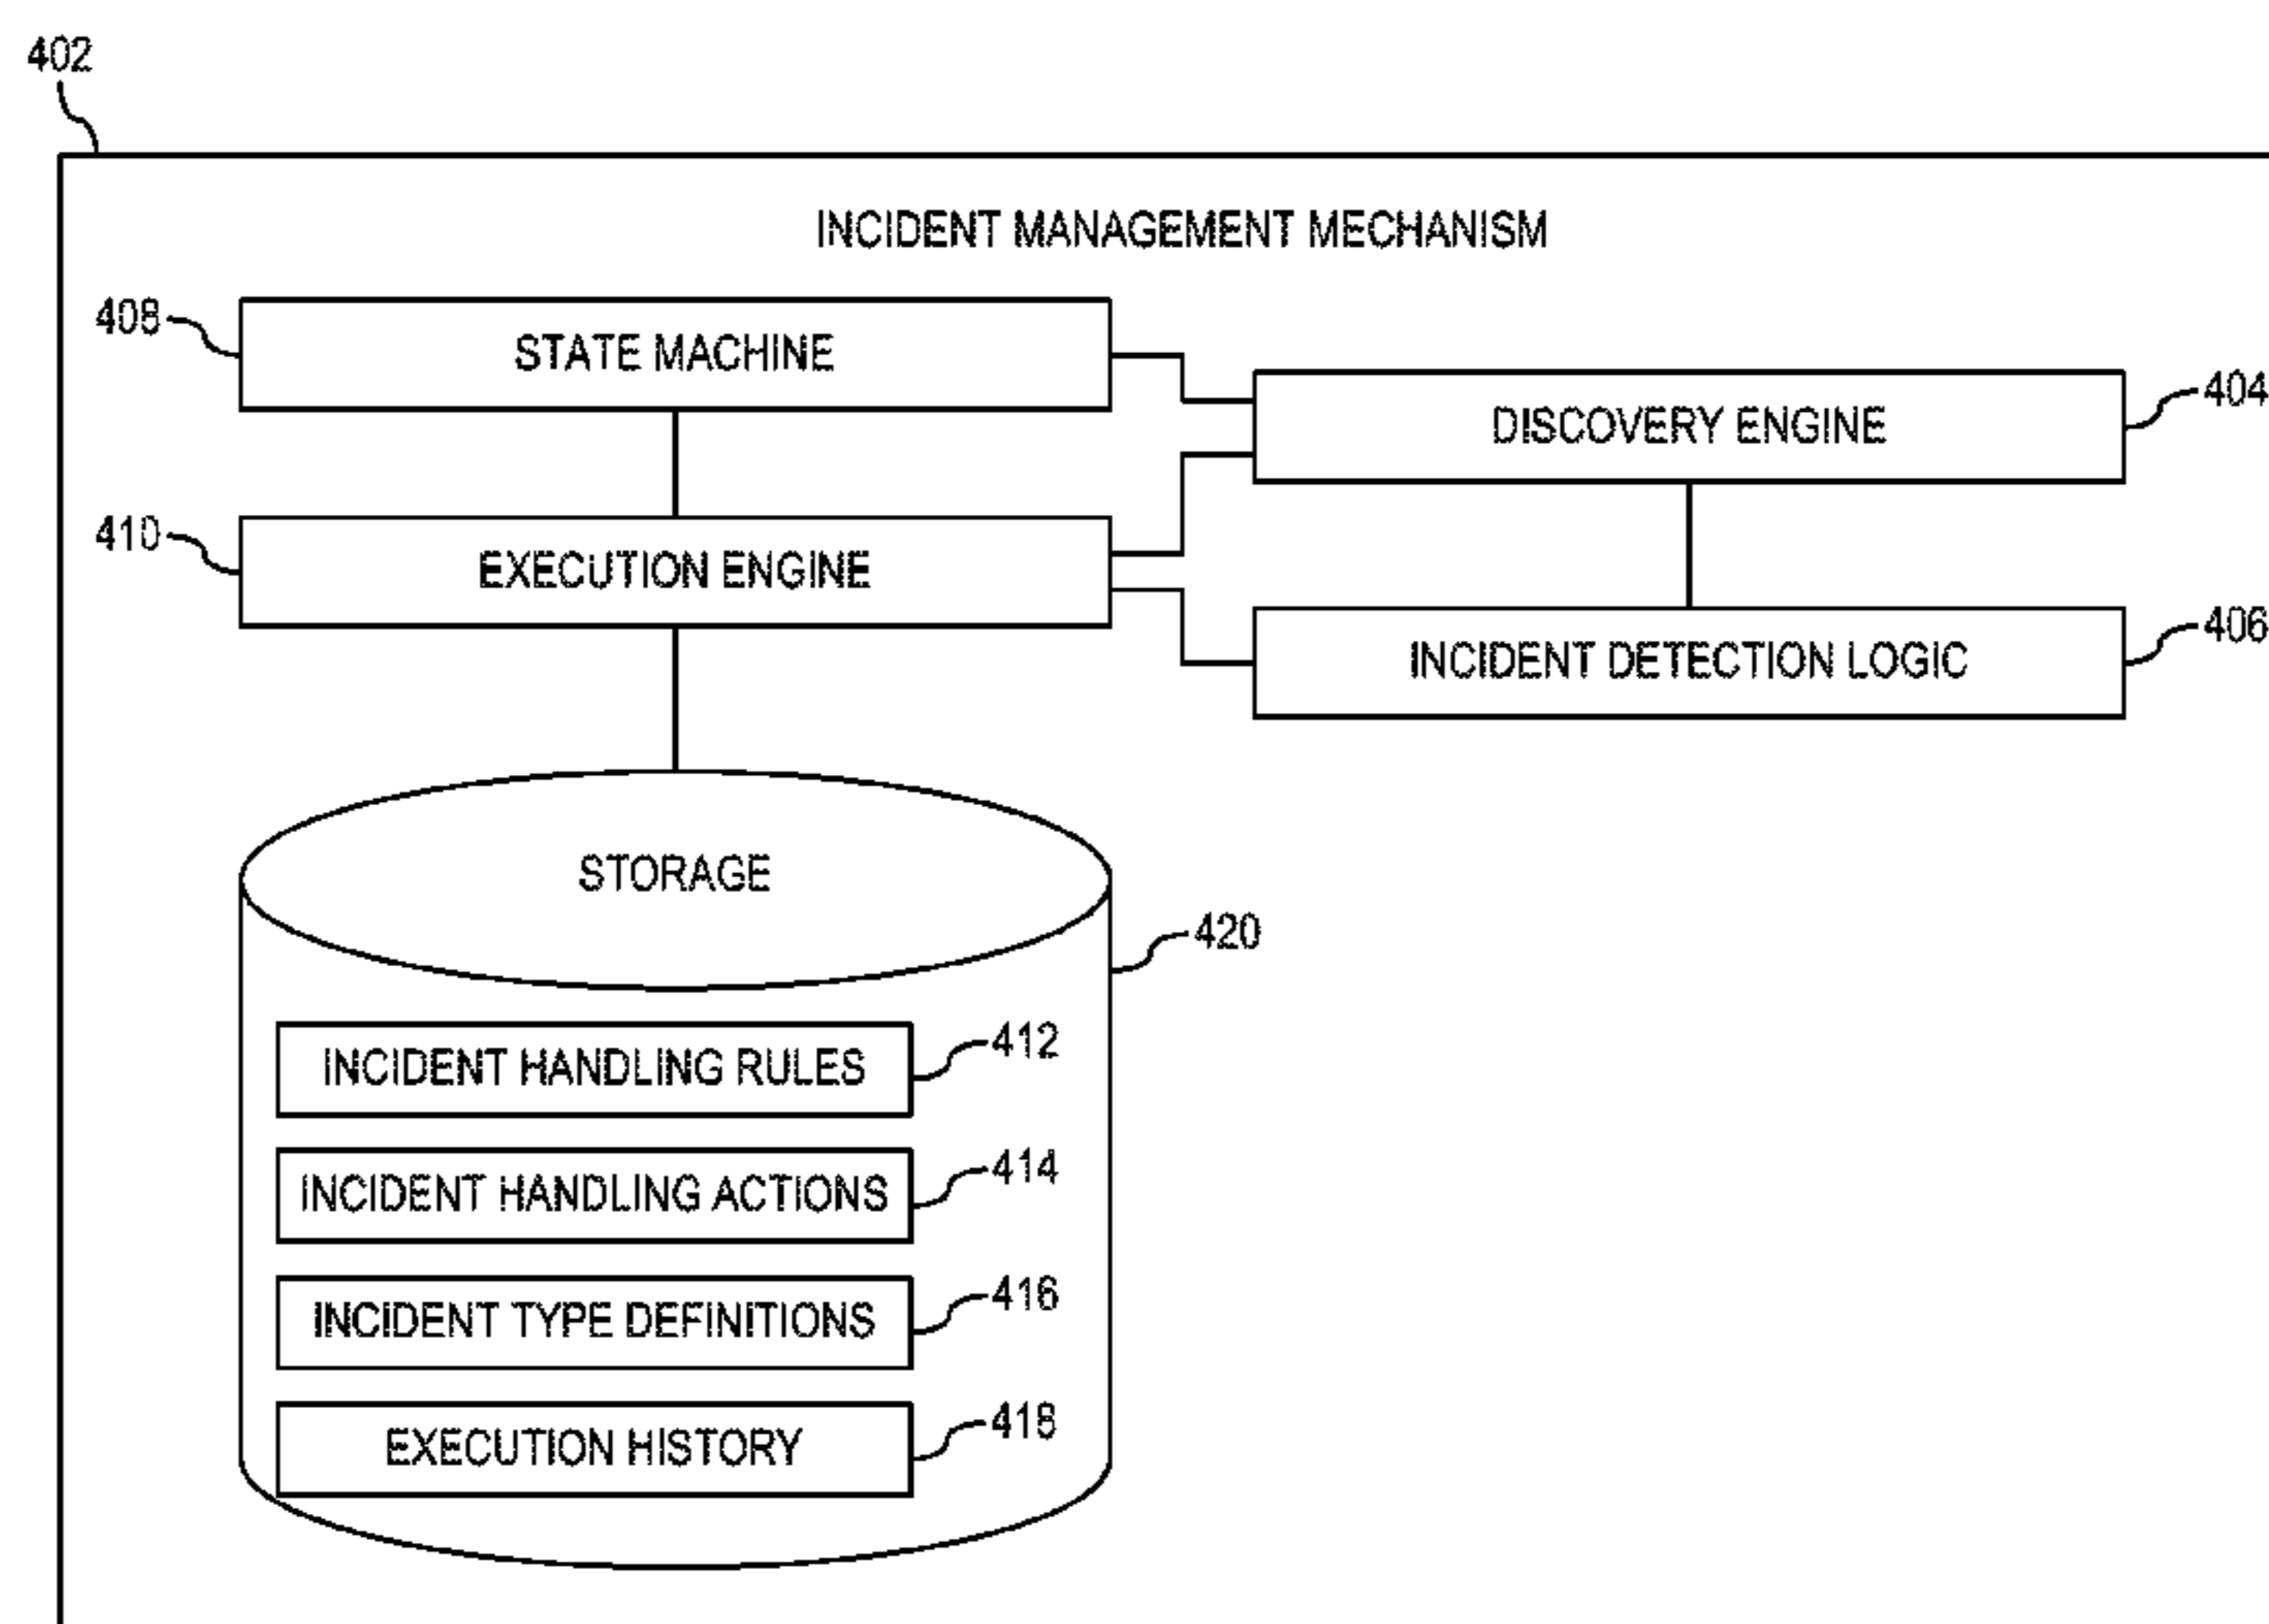 402
INCIDENT MANAGEMENT MECHANISM
408
STATE MACHINE
404
DISCOVERY ENGINE
410
EXECUTION ENGINE
406
INCIDENT DETECTION LOGIC
STORAGE
420
INCIDENT HANDLING RULES
412
INCIDENT HANDLING ACTIONS
414
INCIDENT TYPE DEFINITIONS
416
EXECUTION HISTORY
418